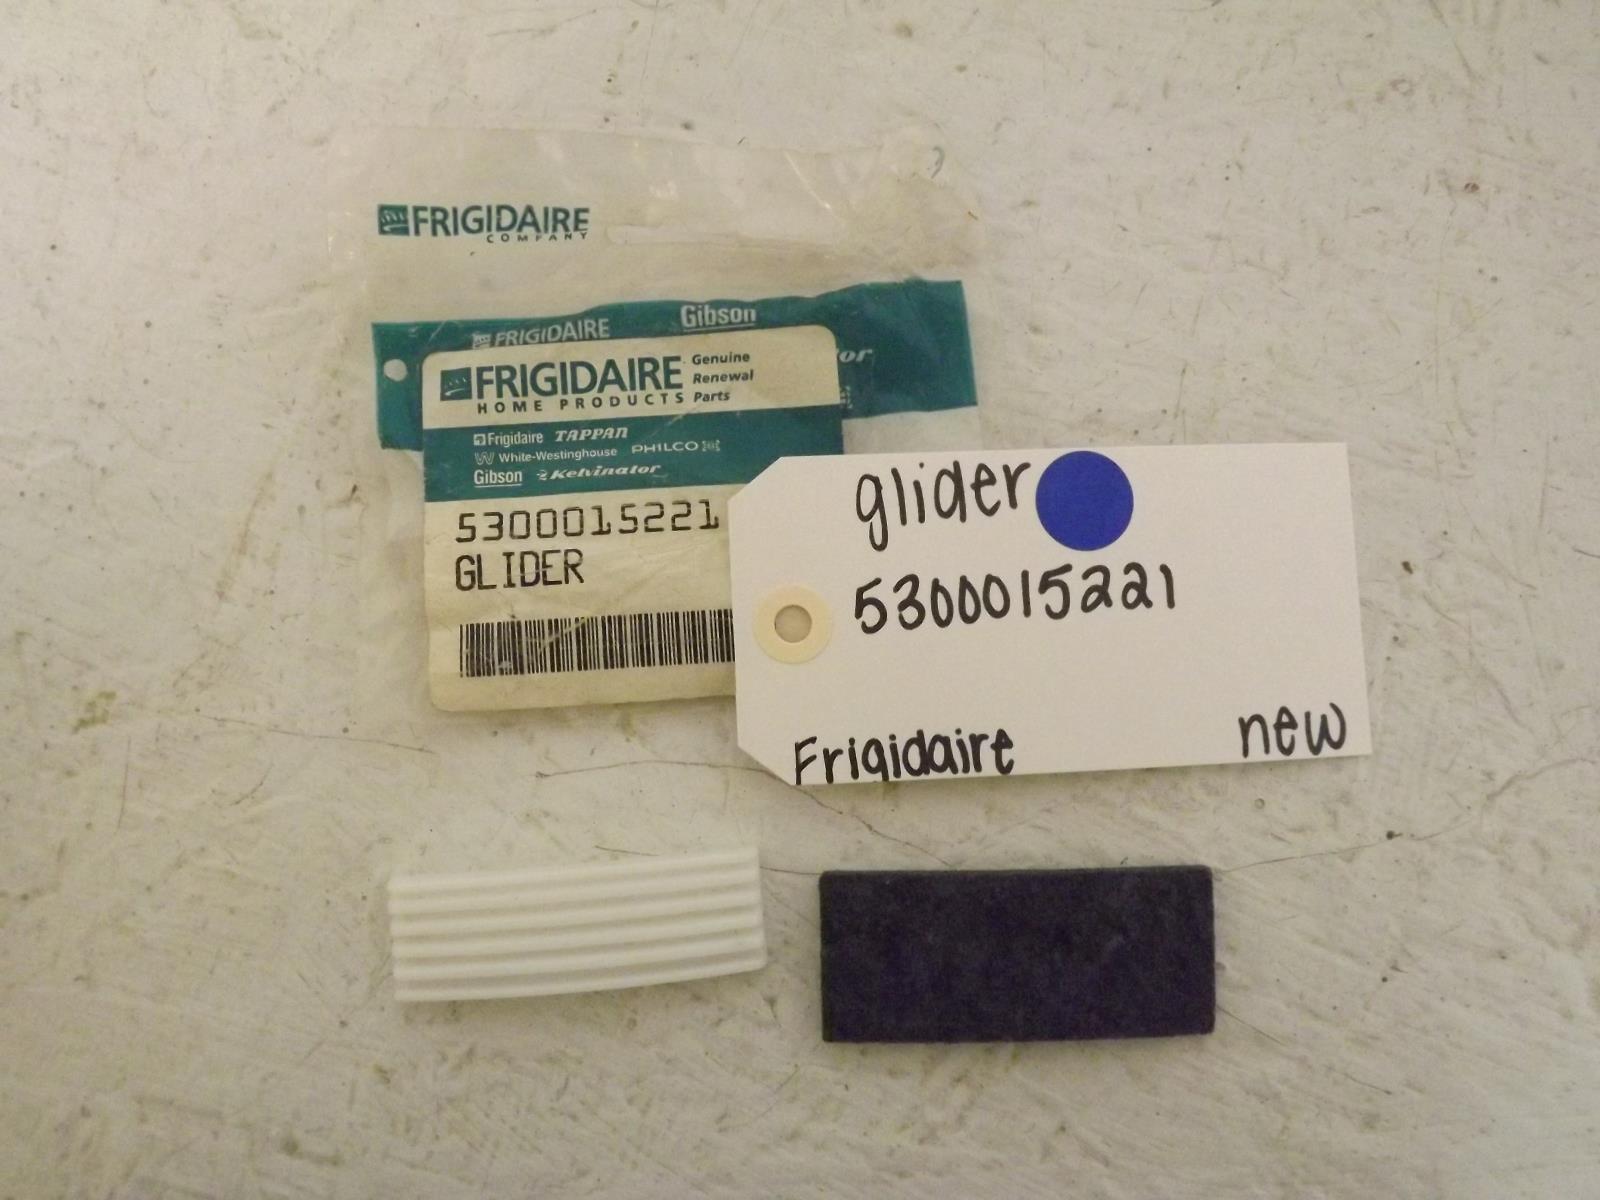 FRIGIDAIRE
COMPANY
FRIGIDAIRE
Gibson
or
FRIGIDAIRE
HOME PRODUCTS
Genuine
Renewal
Parts
Frigidaire TAPPAN
White-Westinghouse PHILCO
Gibson Kelvinator
5300015221
GLIDER
glider
5300015221
Frigidaire
new